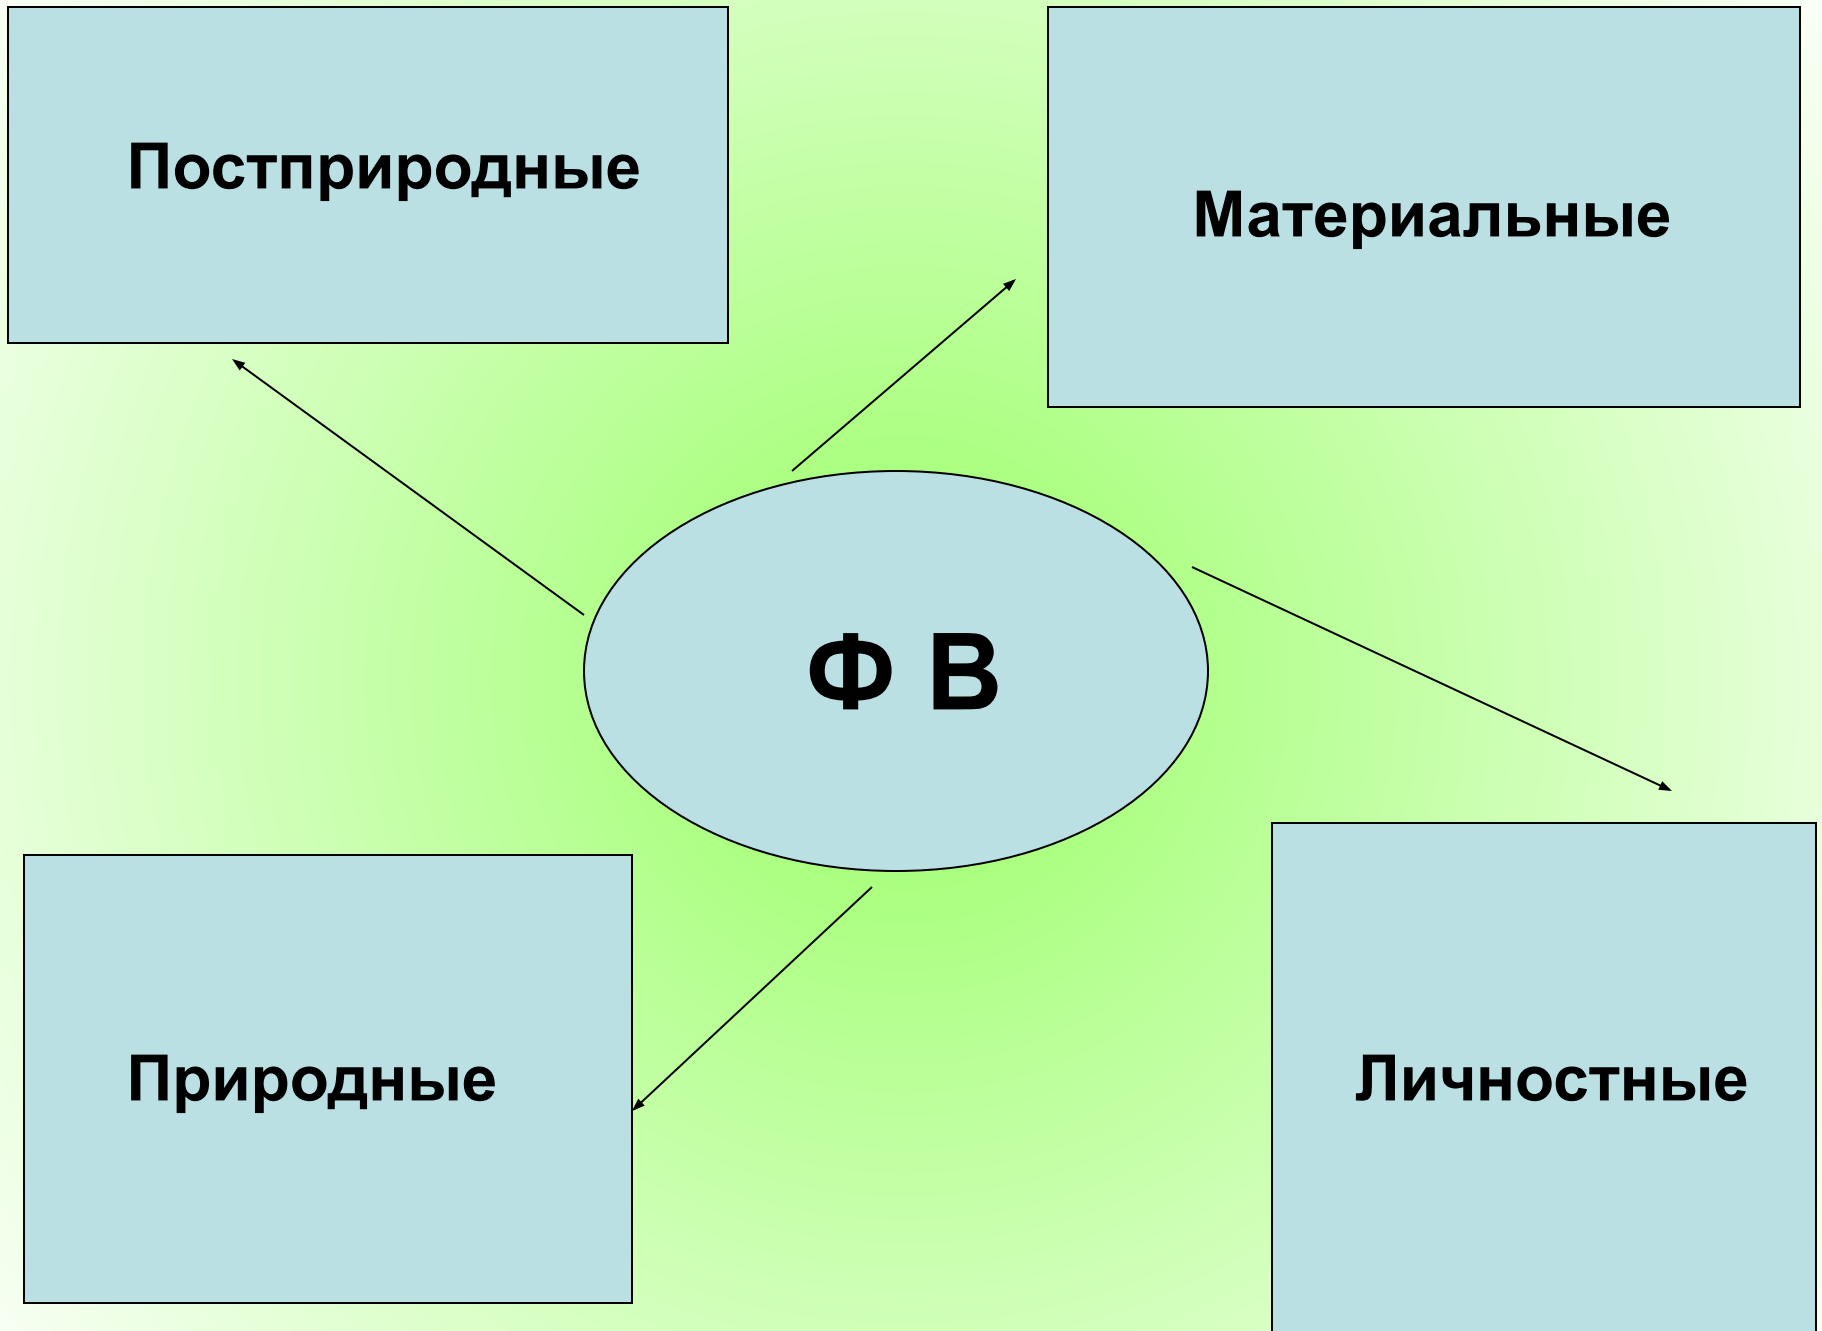 Постприродные
Материальные
Ф В
Природные
Личностные